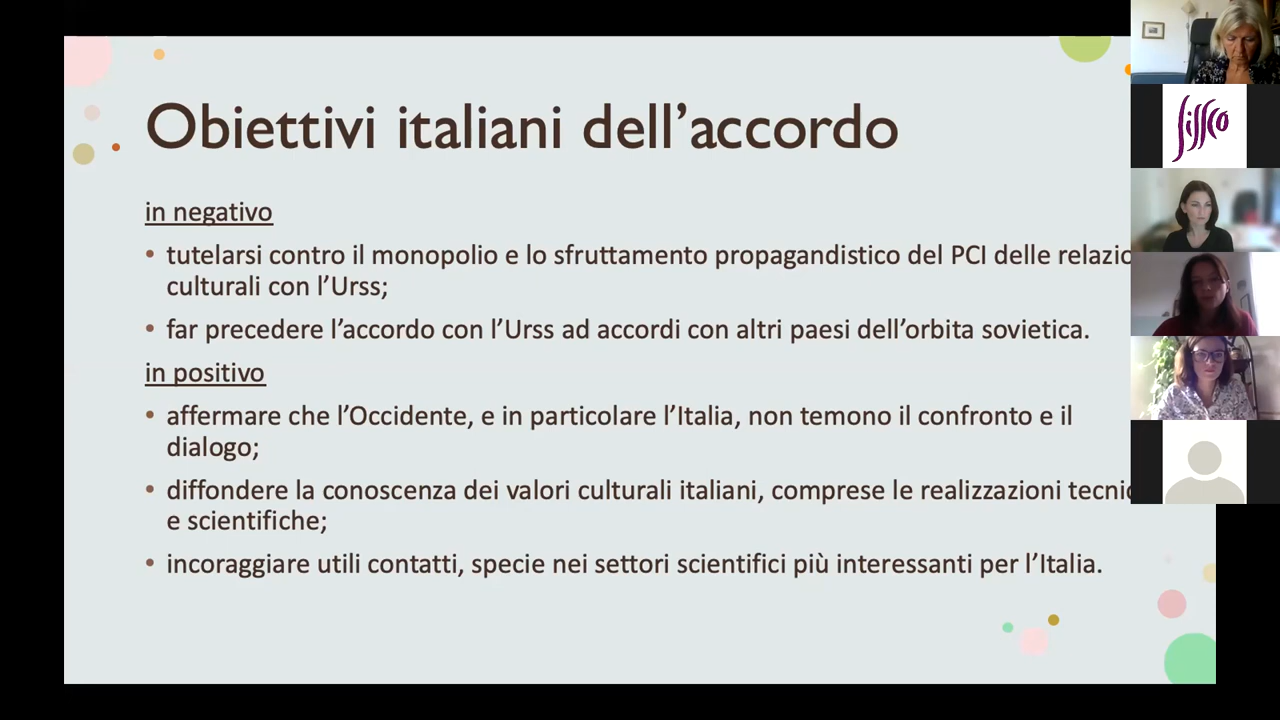 Obiettivi italiani dell’accordo
in negativo
• tutelarsi contro il monopolio e lo sfruttamento propagandistico del PCI delle relazio
culturali con l’Urss;
• far precedere l’accordo con l’Urss ad accordi con altri paesi dell’orbita sovietica.
in positivo
• affermare che l’Occidente, e in particolare l’Italia, non temono il confronto e il
dialogo;
• diffondere la conoscenza dei valori culturali italiani, comprese le realizzazioni tecnic
e scientifiche;
• incoraggiare utili contatti, specie nei settori scientifici più interessanti per l’Italia.
Sissco